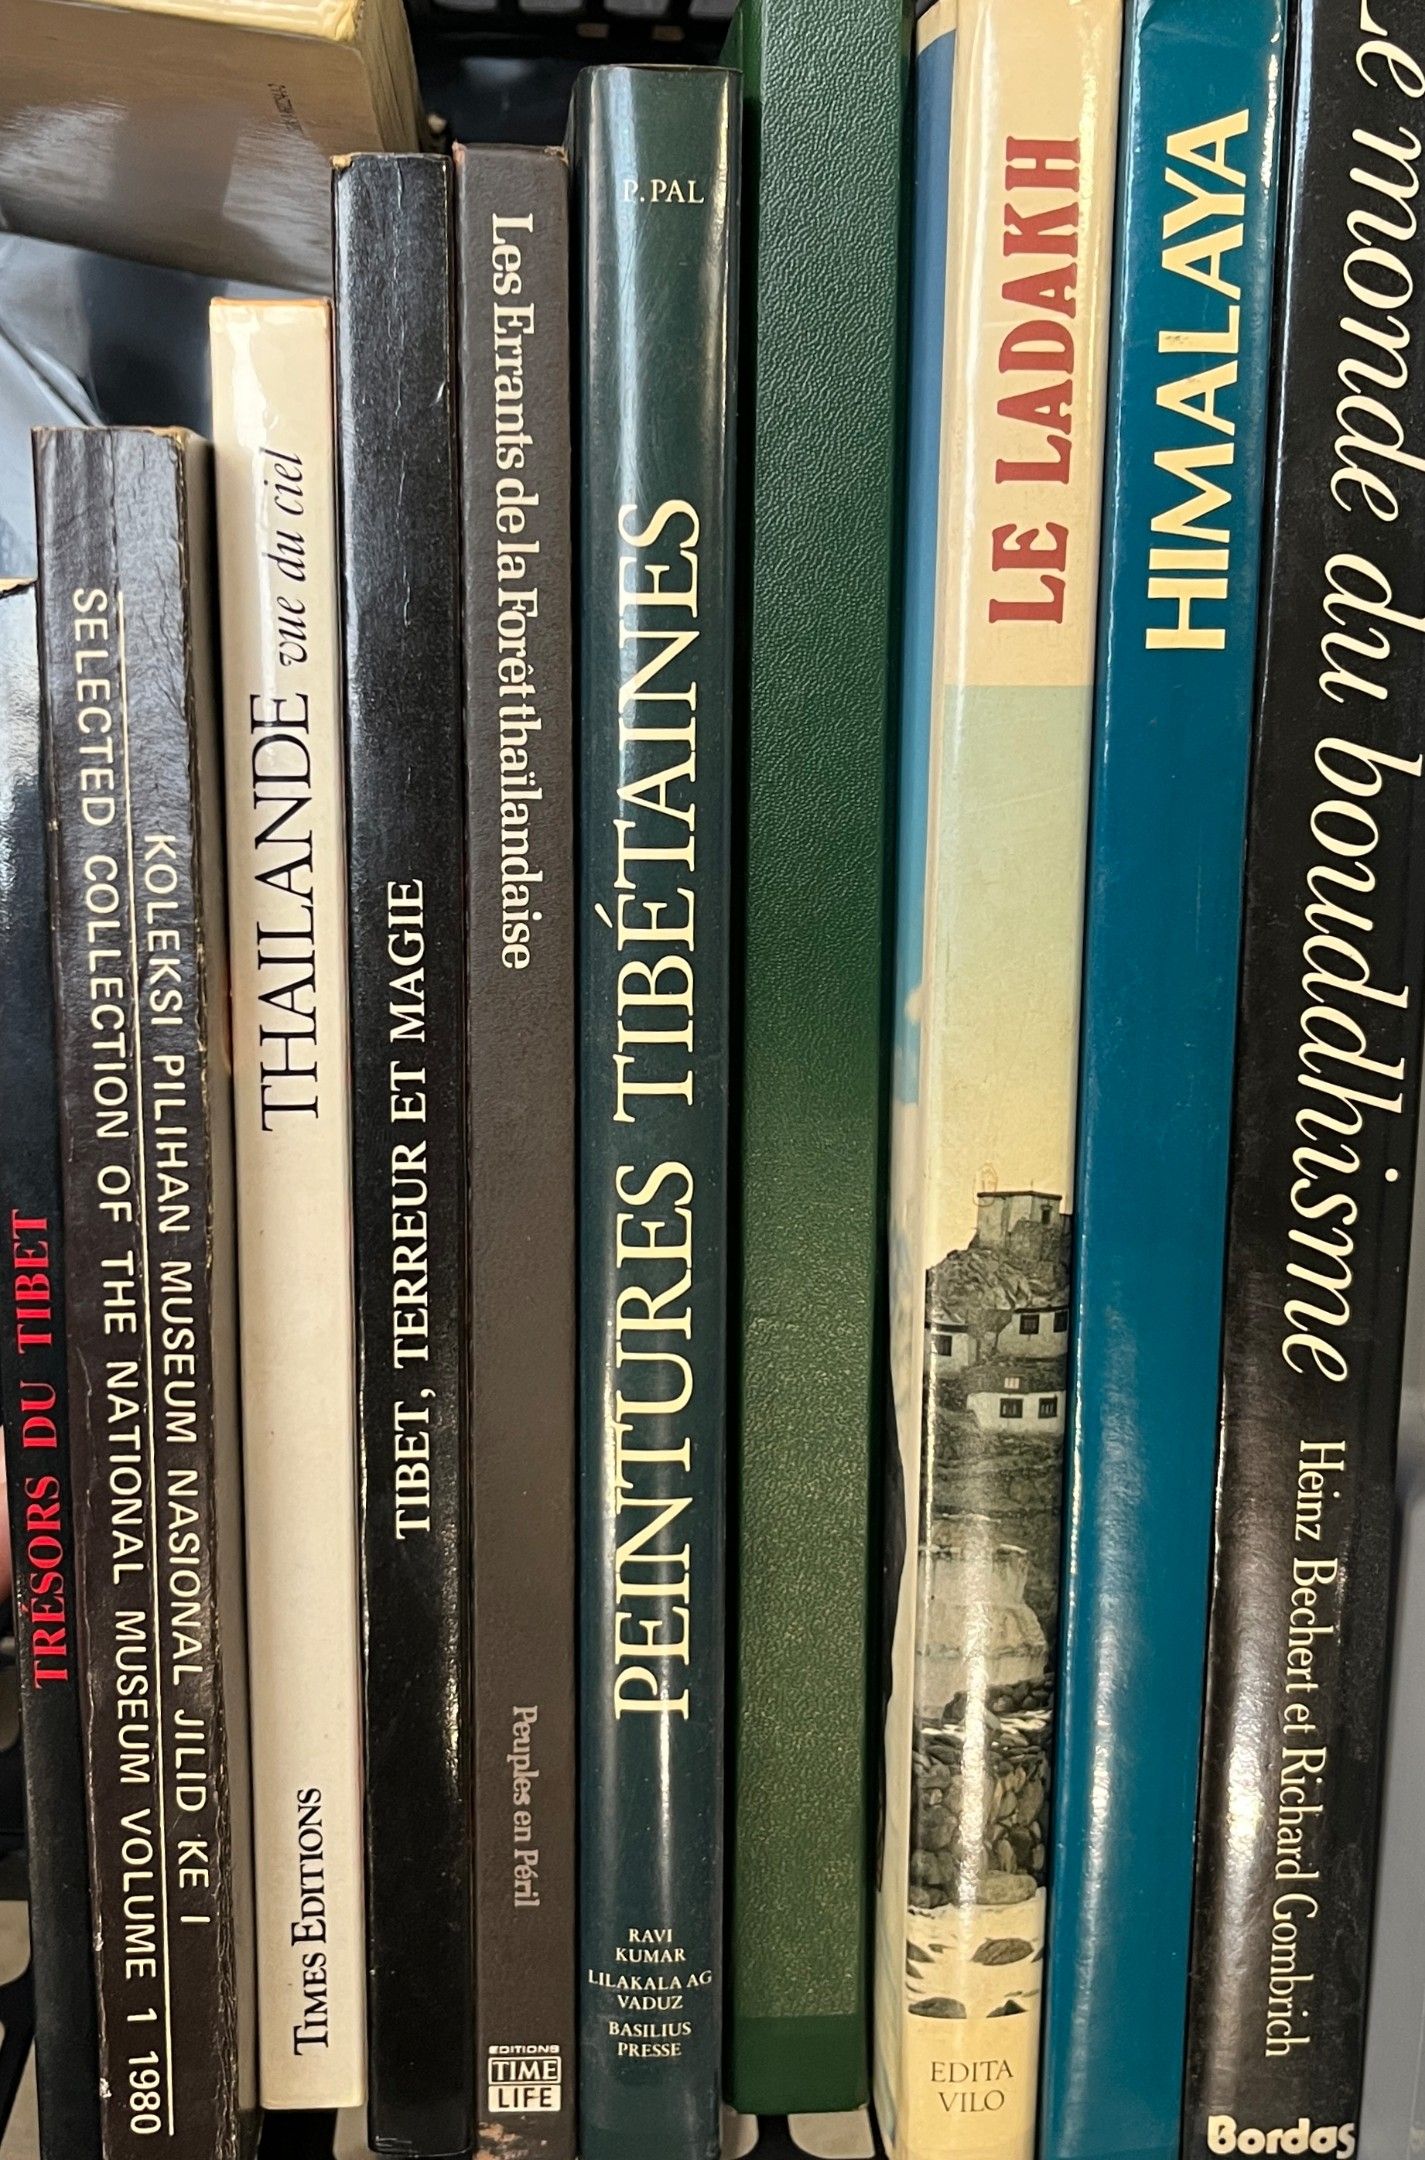 TRÉSORS DU TIBET
KOLEKSI PILIHAN MUSEUM NASIONAL JILID KE I
SELECTED COLLECTION OF THE NATIONAL MUSEUM VOLUME 1 1980
THAILANDE vue du ciel
TIMES EDITIONS
TIBET, TERREUR ET MAGIE
Les Errants de la Forêt thaïlandaise
Peuples en Péril
EDITIONS
TIME
LIFE
P. PAL
PEINTURES TIBÉTAINES
RAVI
KUMAR
LILAKALA AG
VADUZ
BASILIUS
PRESSE
LE LADAKH
EDITA
VILO
HIMALAYA
Le monde du bouddhisme
Heinz Bechert et Richard Gombrich
Bordas